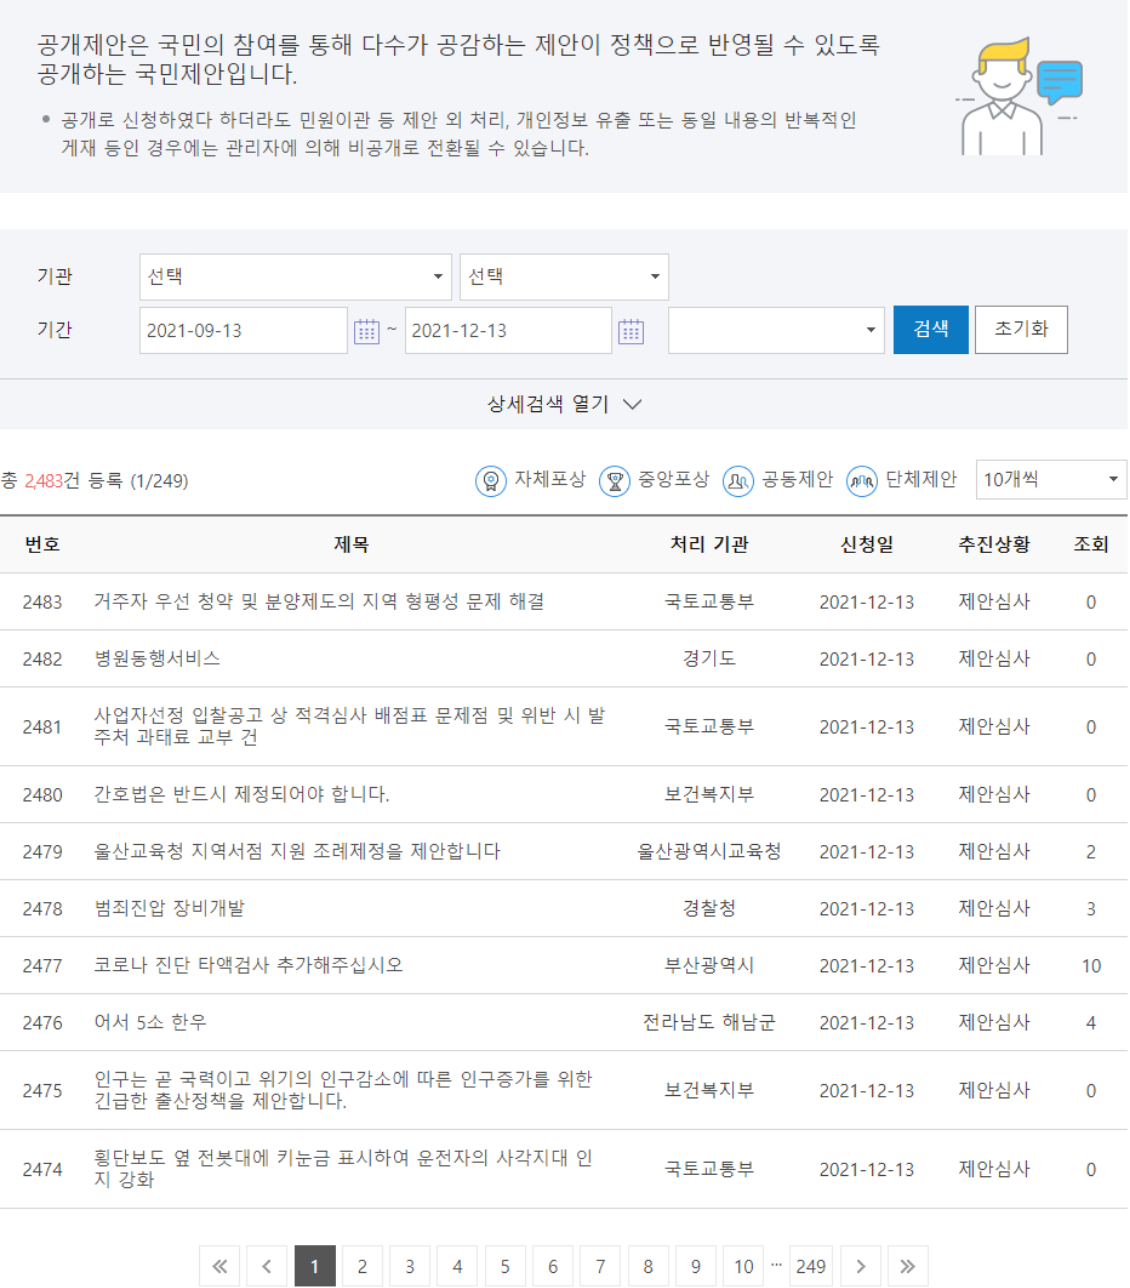 공개제안은 국민의 참여를 통해 다수가 공감하는 제안이 정책으로 반영될 수 있도록
공개하는 국민제안입니다.
• 공개로 신청하였다 하더라도 민원이관 등 제안 외 처리, 개인정보 유출 또는 동일 내용의 반복적인
게재 등인 경우에는 관리자에 의해 비공개로 전환될 수 있습니다.
기관 선택 선택
기간 2021-09-13 ~ 2021-12-13 검색 초기화
상세검색 열기
총 2,483건 등록 (1/249) 자체포상 중앙포상 공동제안 단체제안 10개씩
번호 제목 처리 기관 신청일 추진상황 조회
2483 거주자 우선 청약 및 분양제도의 지역 형평성 문제 해결 국토교통부 2021-12-13 제안심사 0
2482 병원동행서비스 경기도 2021-12-13 제안심사 0
사업자선정 입찰공고 상 적격심사 배점표 문제점 및 위반 시 발
2481 주처 과태료 교부 건 국토교통부 2021-12-13 제안심사 0
2480 간호법은 반드시 제정되어야 합니다. 보건복지부 2021-12-13 제안심사 0
2479 울산교육청 지역서점 지원 조례제정을 제안합니다 울산광역시교육청 2021-12-13 제안심사 2
2478 범죄진압 장비개발 경찰청 2021-12-13 제안심사 3
2477 코로나 진단 타액검사 추가해주십시오 부산광역시 2021-12-13 제안심사 10
2476 어서 5소 한우 전라남도 해남군 2021-12-13 제안심사 4
인구는 곧 국력이고 위기의 인구감소에 따른 인구증가를 위한
2475 긴급한 출산정책을 제안합니다. 보건복지부 2021-12-13 제안심사 0
횡단보도 옆 전봇대에 키눈금 표시하여 운전자의 사각지대 인
2474 지 강화 국토교통부 2021-12-13 제안심사 0
« < 1 2 3 4 5 6 7 8 9 10 ... 249 > »